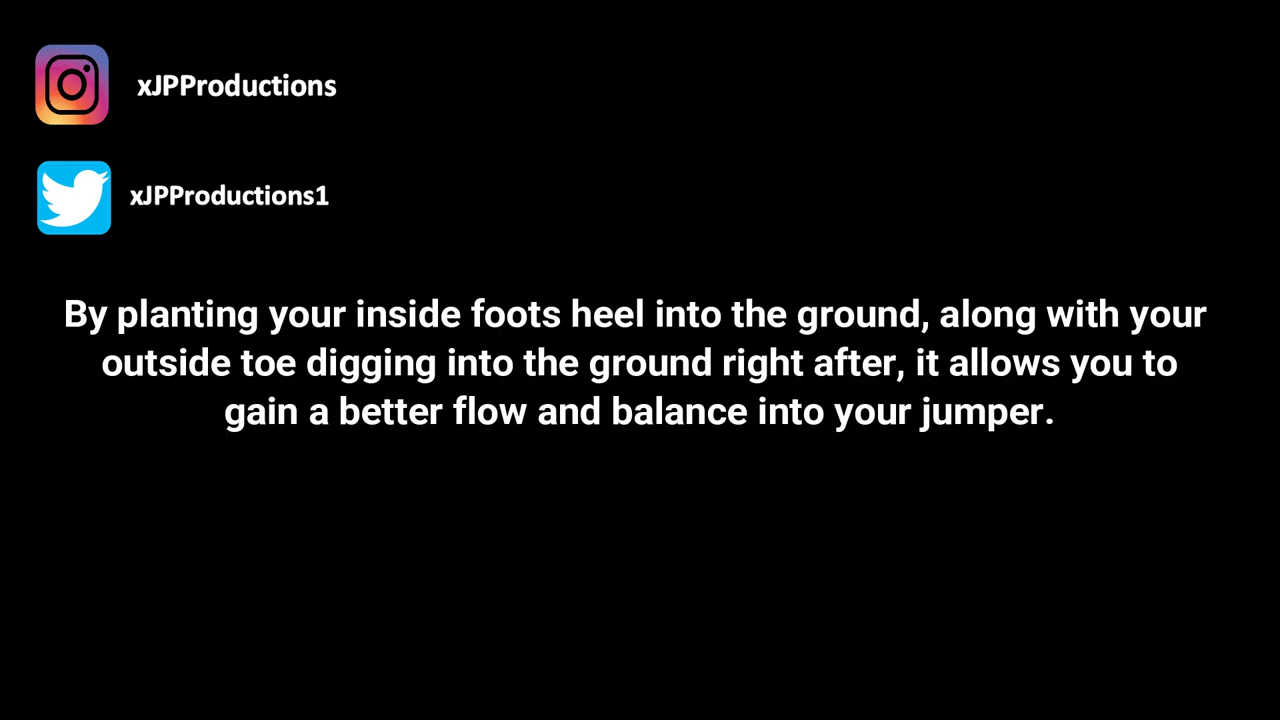 xJPProductions
xJPProductions1
By planting your inside foots heel into the ground, along with your
outside toe digging into the ground right after, it allows you to
gain a better flow and balance into your jumper.